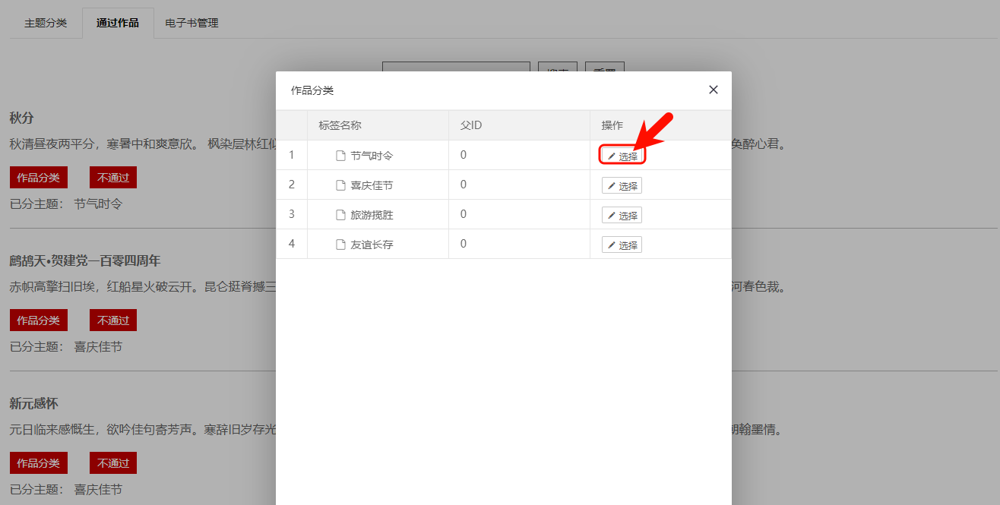 主题分类 通过作品 电子书管理
搜索 重置
作品分类
标签名称 父ID 操作
1 节气时令 0 选择
2 喜庆佳节 0 选择
3 旅游揽胜 0 选择
4 友谊长存 0 选择
秋分
秋清昼夜两平分，寒暑中和爽意欣。 枫染层林红似 奂醉心君。
作品分类 不通过
已分主题： 节气时令
鹧鸪天•贺建党一百零四周年
赤帜高擎扫旧埃，红船星火破云开。昆仑挺脊撼三 河春色裁。
作品分类 不通过
已分主题： 喜庆佳节
新元感怀
元日临来感慨生，欲吟佳句寄芳声。寒辞旧岁存光 翰墨情。
作品分类 不通过
已分主题： 喜庆佳节